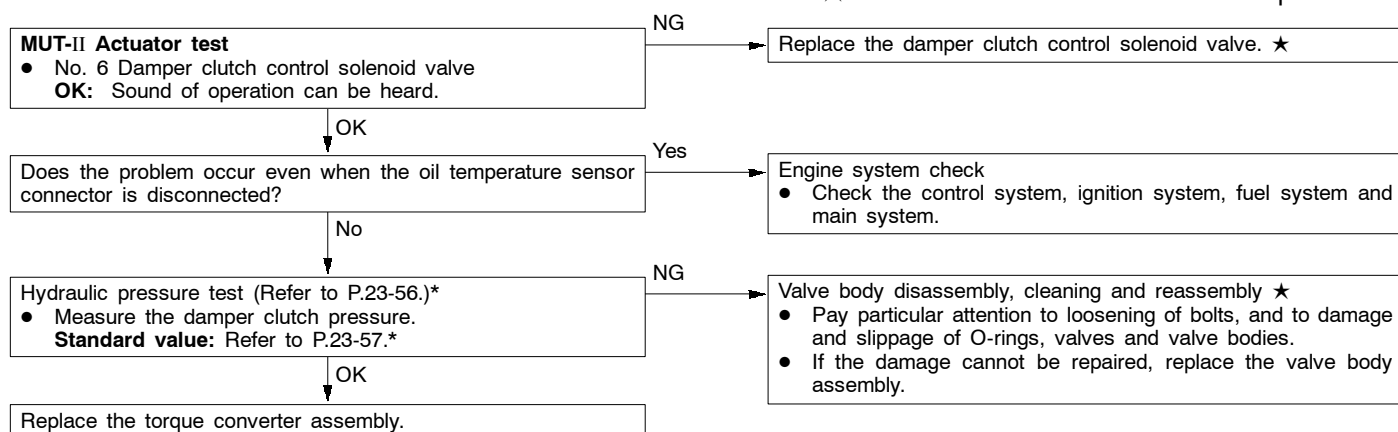 NG
MUT-II Actuator test
● No. 6 Damper clutch control solenoid valve
OK: Sound of operation can be heard.
Replace the damper clutch control solenoid valve. ★
OK
Yes
Does the problem occur even when the oil temperature sensor
connector is disconnected?
Engine system check
● Check the control system, ignition system, fuel system and
main system.
No
NG
Hydraulic pressure test (Refer to P.23-56.)*
● Measure the damper clutch pressure.
Standard value: Refer to P.23-57.*
Valve body disassembly, cleaning and reassembly ★
● Pay particular attention to loosening of bolts, and to damage
and slippage of O-rings, valves and valve bodies.
● If the damage cannot be repaired, replace the valve body
assembly.
OK
Replace the torque converter assembly.